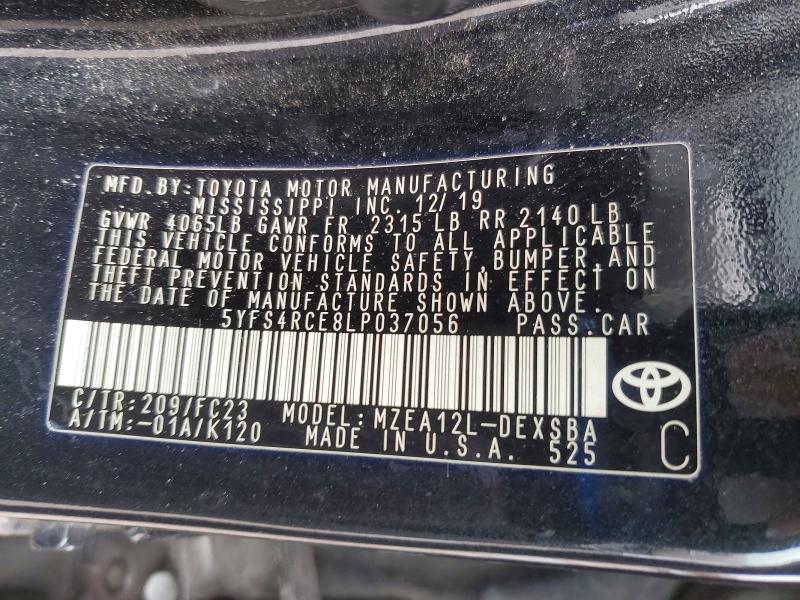 MFD. BY: TOYOTA MOTOR MANUFACTURING
MISSISSIPPI INC. 12/19
GVWR 4065LB GAWR FR 2315 LB RR 2140 LB
THIS VEHICLE CONFORMS TO ALL APPLICABLE
FEDERAL MOTOR VEHICLE SAFETY, BUMPER, AND
THEFT PREVENTION STANDARDS IN EFFECT ON
THE DATE OF MANUFACTURE SHOWN ABOVE.
5YFS4RCE8LP037056 PASS. CAR
C/TR: 209/FC23 MODEL: MZEA12L-DEXSBA
A/TM: -01A/K120 MADE IN U.S.A. 525
C